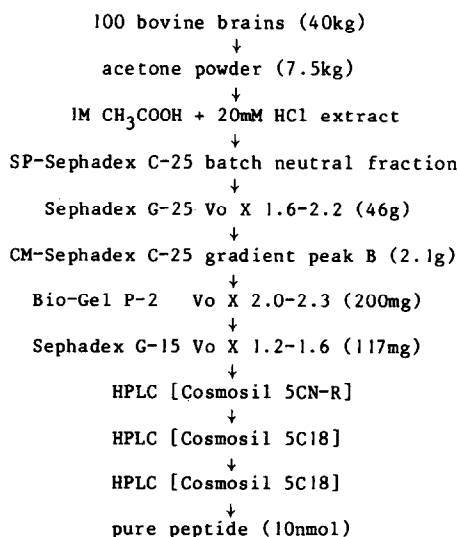 100 bovine brains (40kg)
↓
acetone powder (7.5kg)
↓
1M CH₃COOH + 20mM HCl extract
↓
SP-Sephadex C-25 batch neutral fraction
↓
Sephadex G-25 Vo X 1.6-2.2 (46g)
↓
CM-Sephadex C-25 gradient peak B (2.1g)
↓
Bio-Gel P-2 Vo X 2.0-2.3 (200mg)
↓
Sephadex G-15 Vo X 1.2-1.6 (117mg)
↓
HPLC [Cosmosil 5CN-R]
↓
HPLC [Cosmosil 5C18]
↓
HPLC [Cosmosil 5C18]
↓
pure peptide (10nmol)